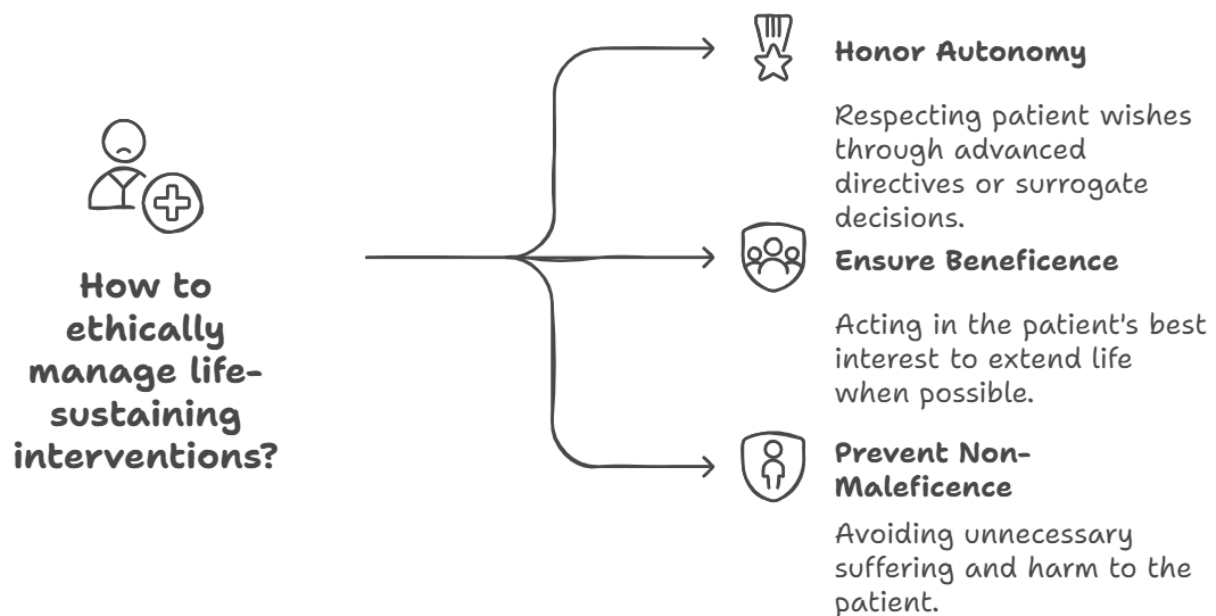 How to
ethically
manage life-
sustaining
interventions?
Honor Autonomy
Respecting patient wishes
through advanced
directives or surrogate
decisions.
Ensure Beneficence
Acting in the patient's best
interest to extend life
when possible.
Prevent Non-
Maleficence
Avoiding unnecessary
suffering and harm to the
patient.